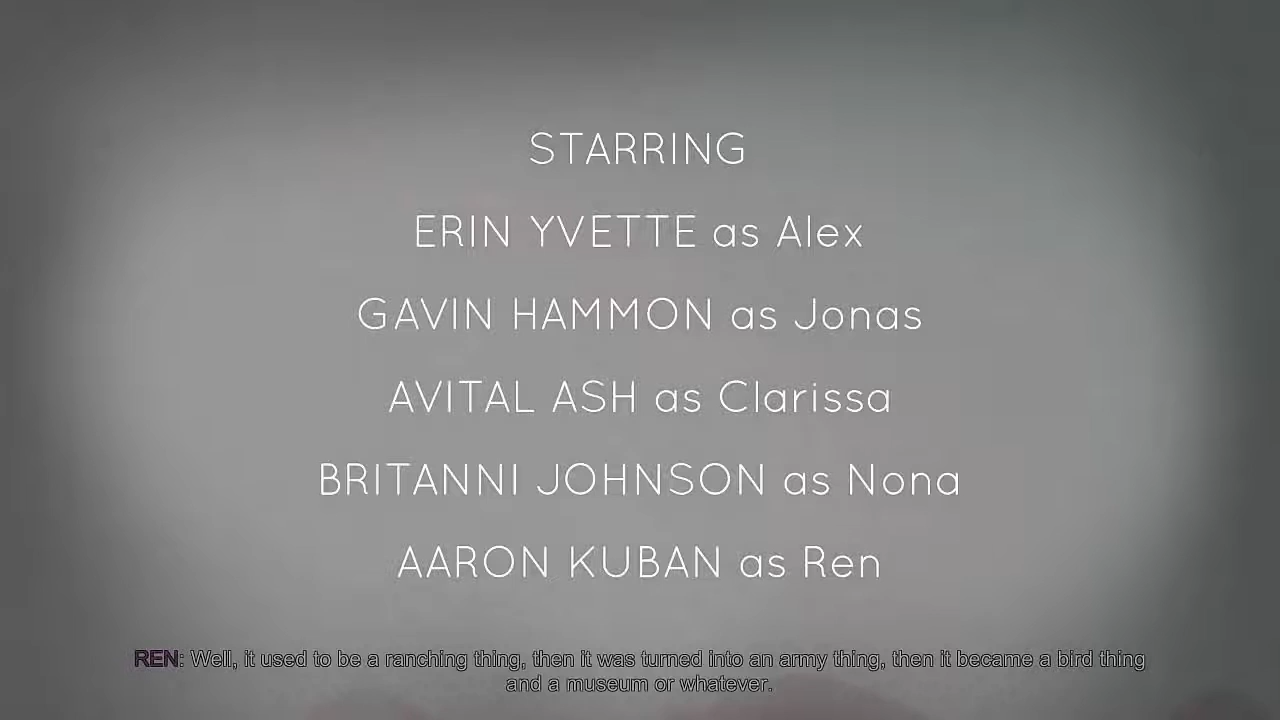 STARRING
ERIN YVETTE as Alex
GAVIN HAMMON as Jonas
AVITAL ASH as Clarissa
BRITANNI JOHNSON as Nona
AARON KUBAN as Ren
REN: Well, it used to be a ranching thing, then it was turned into an army thing, then it became a bird thing
and a museum or whatever.